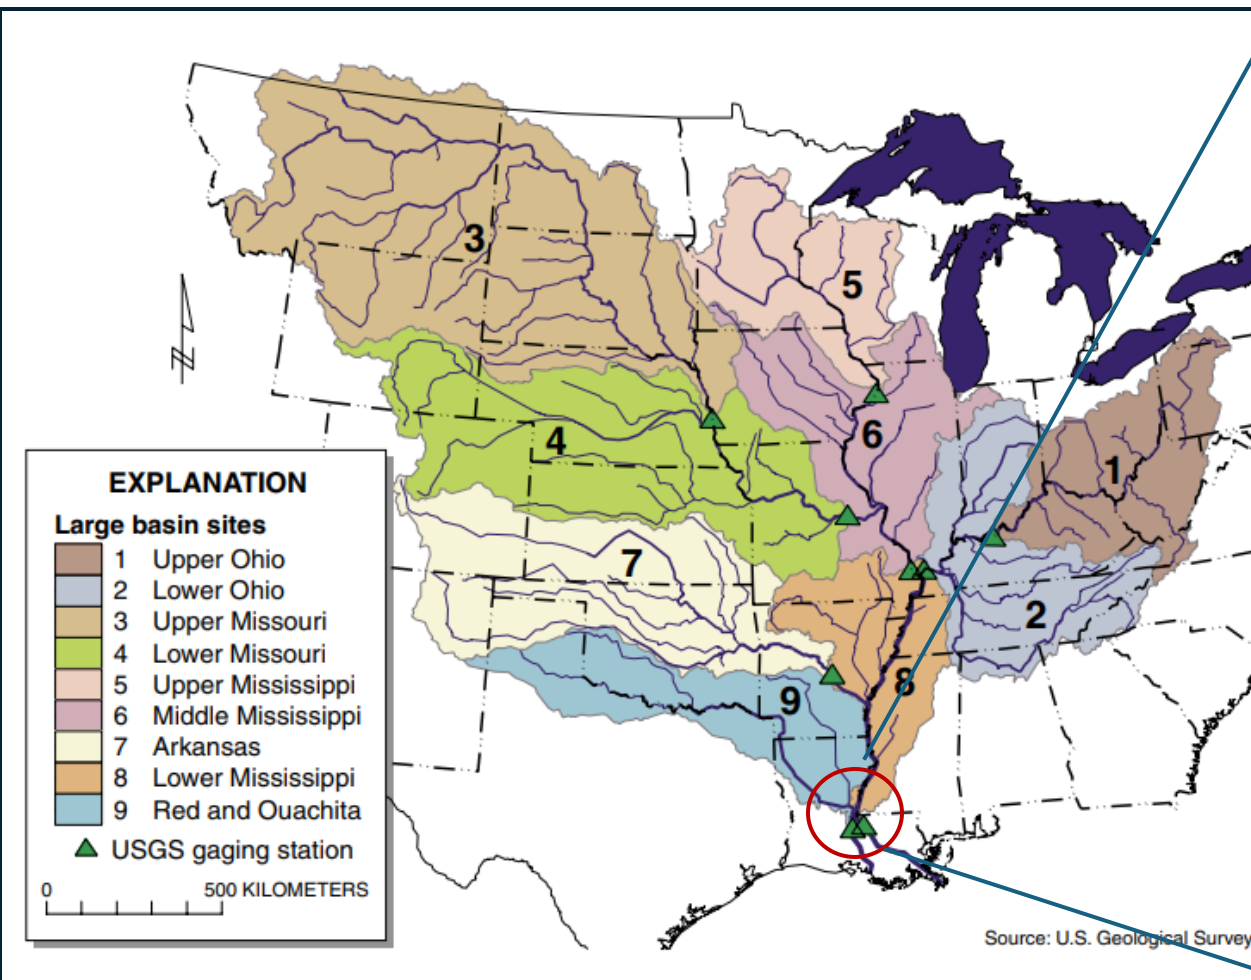 3
5
6
4
1
7
2
8
9
EXPLANATION
Large basin sites
1 Upper Ohio
2 Lower Ohio
3 Upper Missouri
4 Lower Missouri
5 Upper Mississippi
6 Middle Mississippi
7 Arkansas
8 Lower Mississippi
9 Red and Ouachita
USGS gaging station
0 500 KILOMETERS
N
Source: U.S. Geological Survey